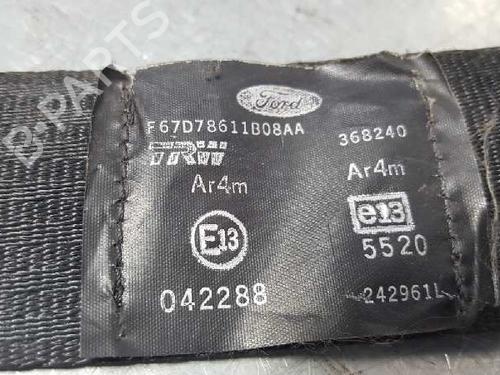 B-PARTS
Ford
F67D78611B08AA 368240
TRW
Ar4m Ar4m
E13 e13
5520
042288 242961L